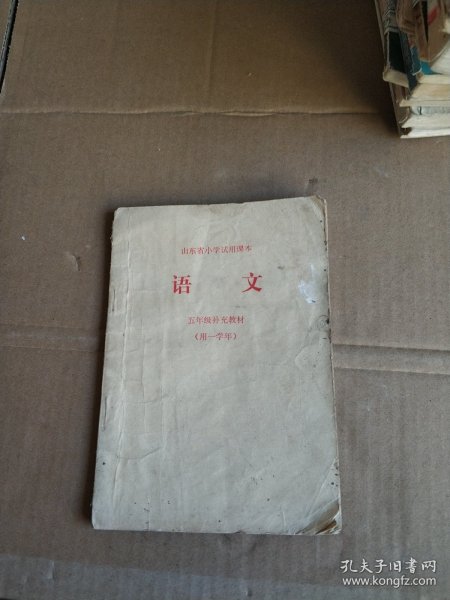 山东省小学试用课本
语 文
五年级补充教材
(用一学年)
孔夫子旧书网
www.kongfz.com